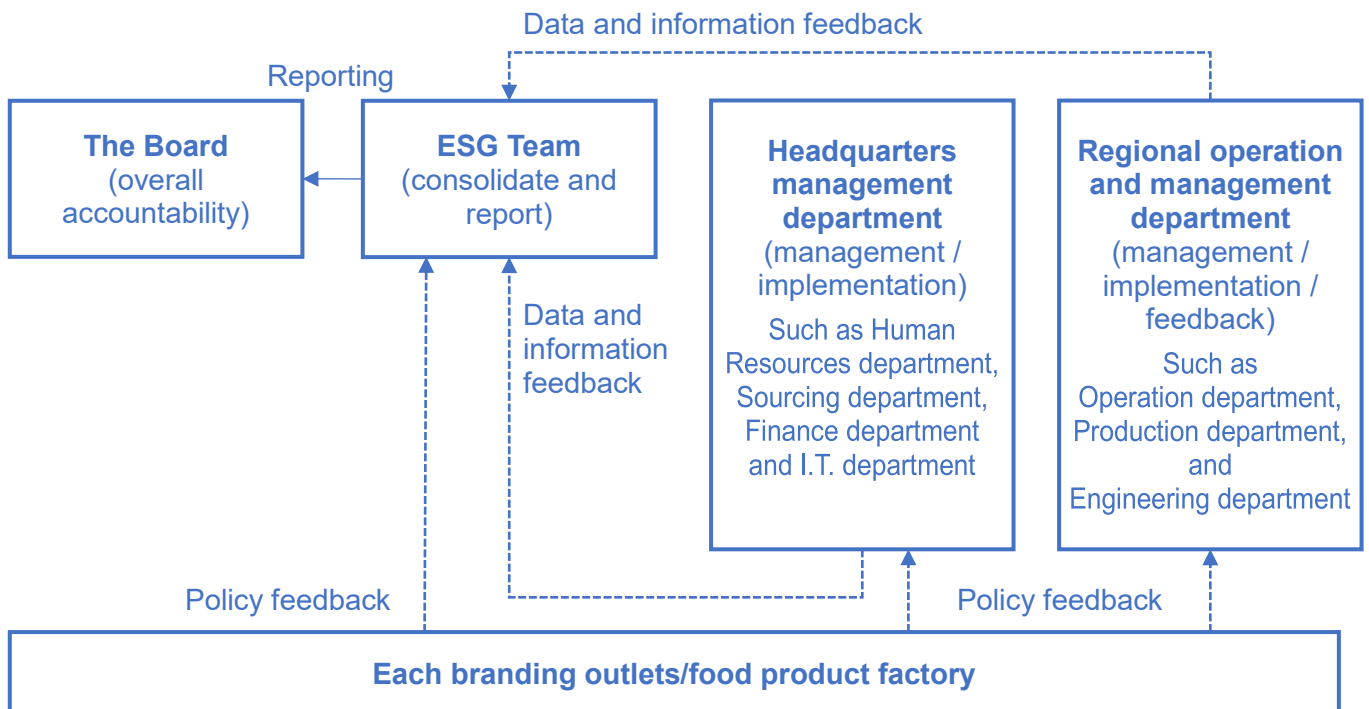 Data and information feedback
Reporting
The Board
(overall
accountability)
ESG Team
(consolidate and
report)
Headquarters
management
department
(management /
implementation)
Such as Human
Resources department,
Sourcing department,
Finance department
and I.T. department
Regional operation
and management
department
(management /
implementation /
feedback)
Such as
Operation department,
Production department,
and
Engineering department
Data and
information
feedback
Policy feedback
Policy feedback
Each branding outlets/food product factory